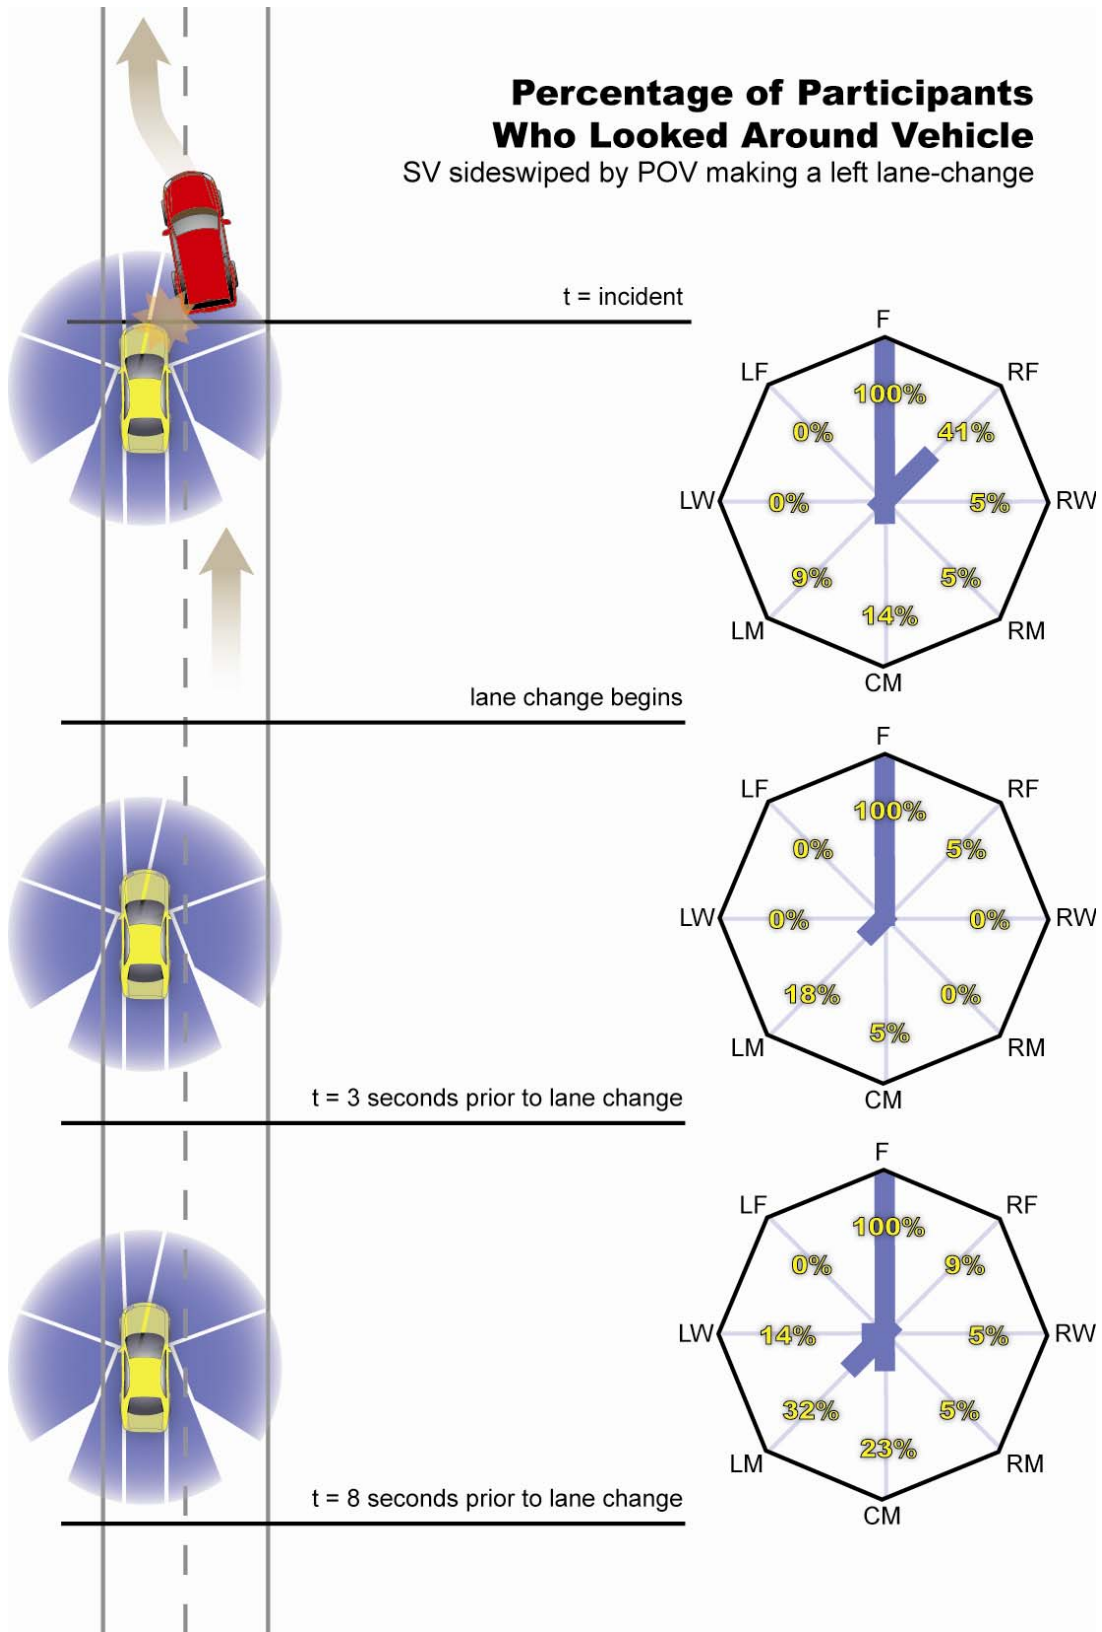 Percentage of Participants
Who Looked Around Vehicle
SV sideswiped by POV making a left lane-change
t = incident
F
LF
RF
100%
0%
41%
LW
0%
5%
RW
9%
5%
14%
LM
RM
CM
lane change begins
F
LF
RF
100%
0%
5%
LW
0%
0%
RW
18%
0%
5%
LM
RM
CM
t = 3 seconds prior to lane change
F
LF
RF
100%
0%
9%
LW
14%
5%
RW
32%
5%
23%
LM
RM
CM
t = 8 seconds prior to lane change